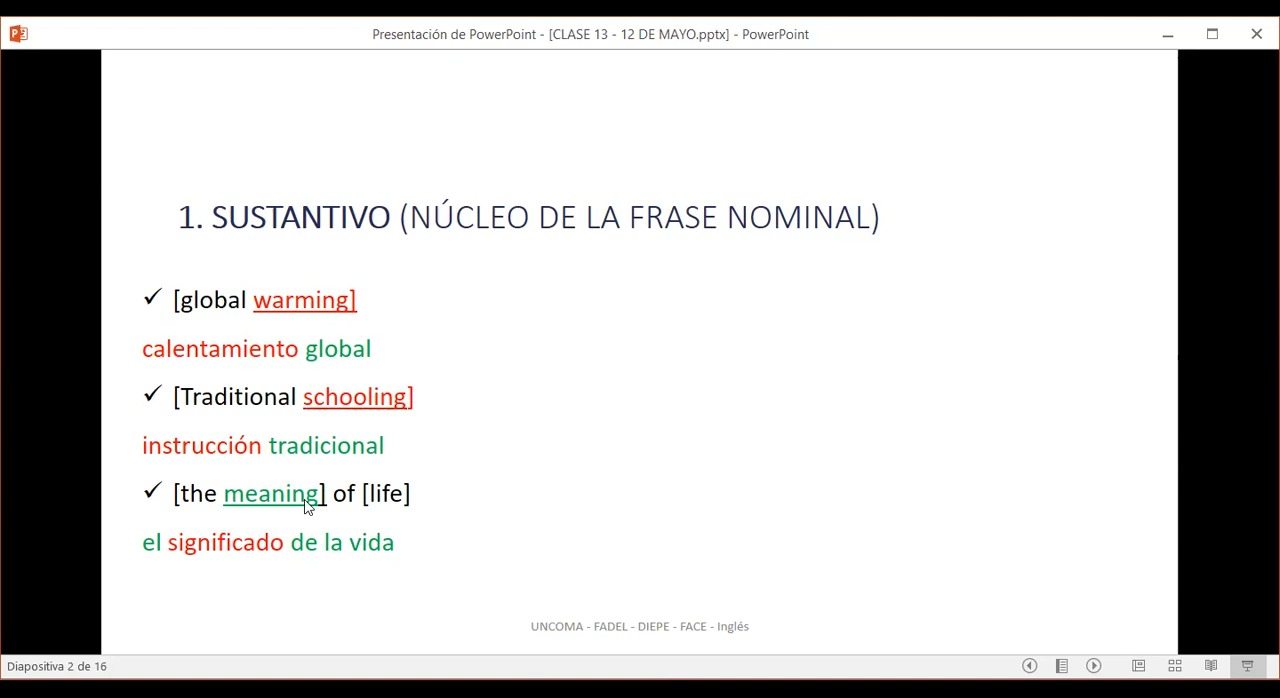 Presentación de PowerPoint - [CLASE 13 - 12 DE MAYO.pptx] - PowerPoint
1. SUSTANTIVO (NÚCLEO DE LA FRASE NOMINAL)
✓ [global warming]
calentamiento global
✓ [Traditional schooling]
instrucción tradicional
✓ [the meaning] of [life]
el significado de la vida
UNCOMA - FADEL - DIEPE - FACE - Inglés
Diapositiva 2 de 16